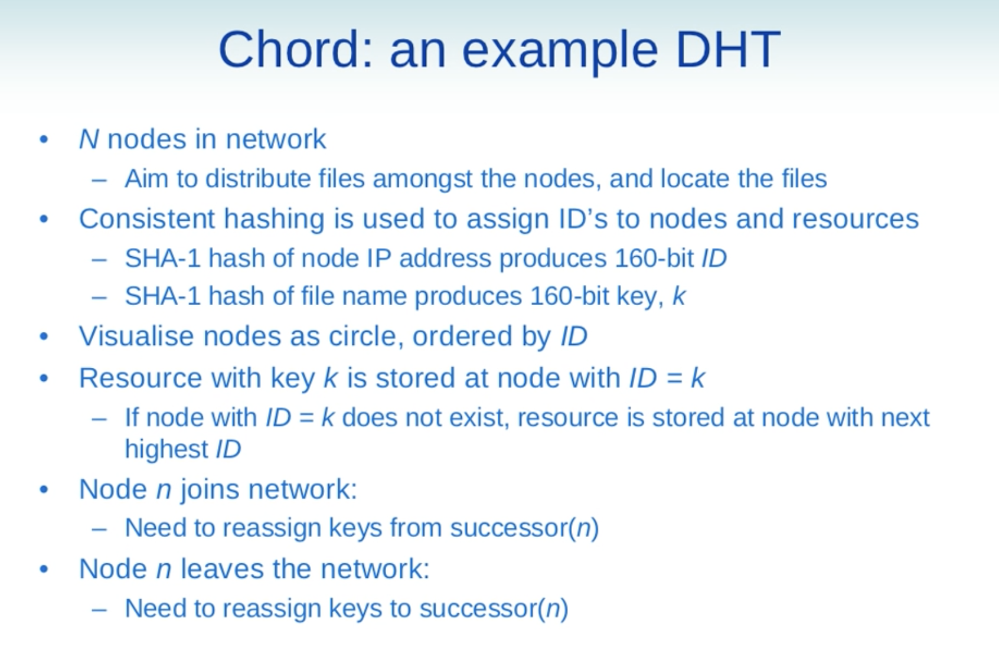 Chord: an example DHT
• N nodes in network
– Aim to distribute files amongst the nodes, and locate the files
• Consistent hashing is used to assign ID’s to nodes and resources
– SHA-1 hash of node IP address produces 160-bit ID
– SHA-1 hash of file name produces 160-bit key, k
• Visualise nodes as circle, ordered by ID
• Resource with key k is stored at node with ID = k
– If node with ID = k does not exist, resource is stored at node with next
highest ID
• Node n joins network:
– Need to reassign keys from successor(n)
• Node n leaves the network:
– Need to reassign keys to successor(n)